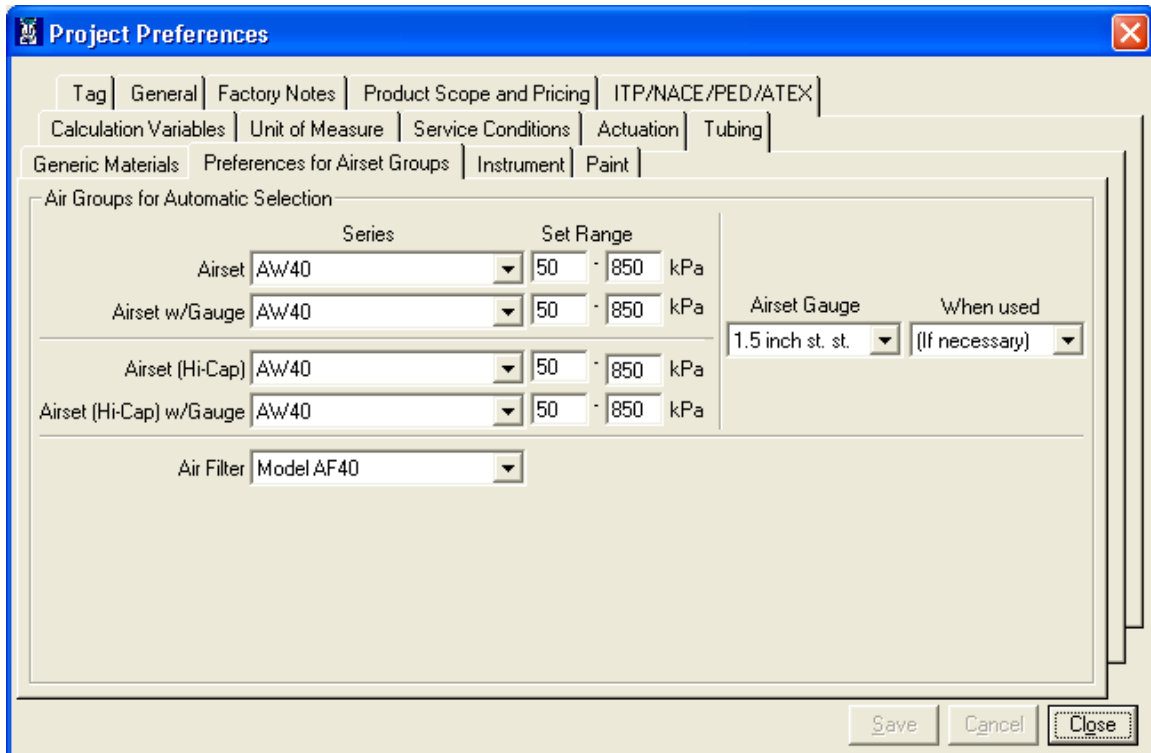 Project Preferences
Tag General Factory Notes Product Scope and Pricing ITP/NACE/PED/ATEX
Calculation Variables Unit of Measure Service Conditions Actuation Tubing
Generic Materials Preferences for Airset Groups Instrument Paint
Air Groups for Automatic Selection
Series Set Range
Airset AW40 50 - 850 kPa
Airset w/Gauge AW40 50 - 850 kPa
Airset (Hi-Cap) AW40 50 - 850 kPa
Airset (Hi-Cap) w/Gauge AW40 50 - 850 kPa
Airset Gauge When used
1.5 inch st. st. (If necessary)
Air Filter Model AF40
Save Cancel Close